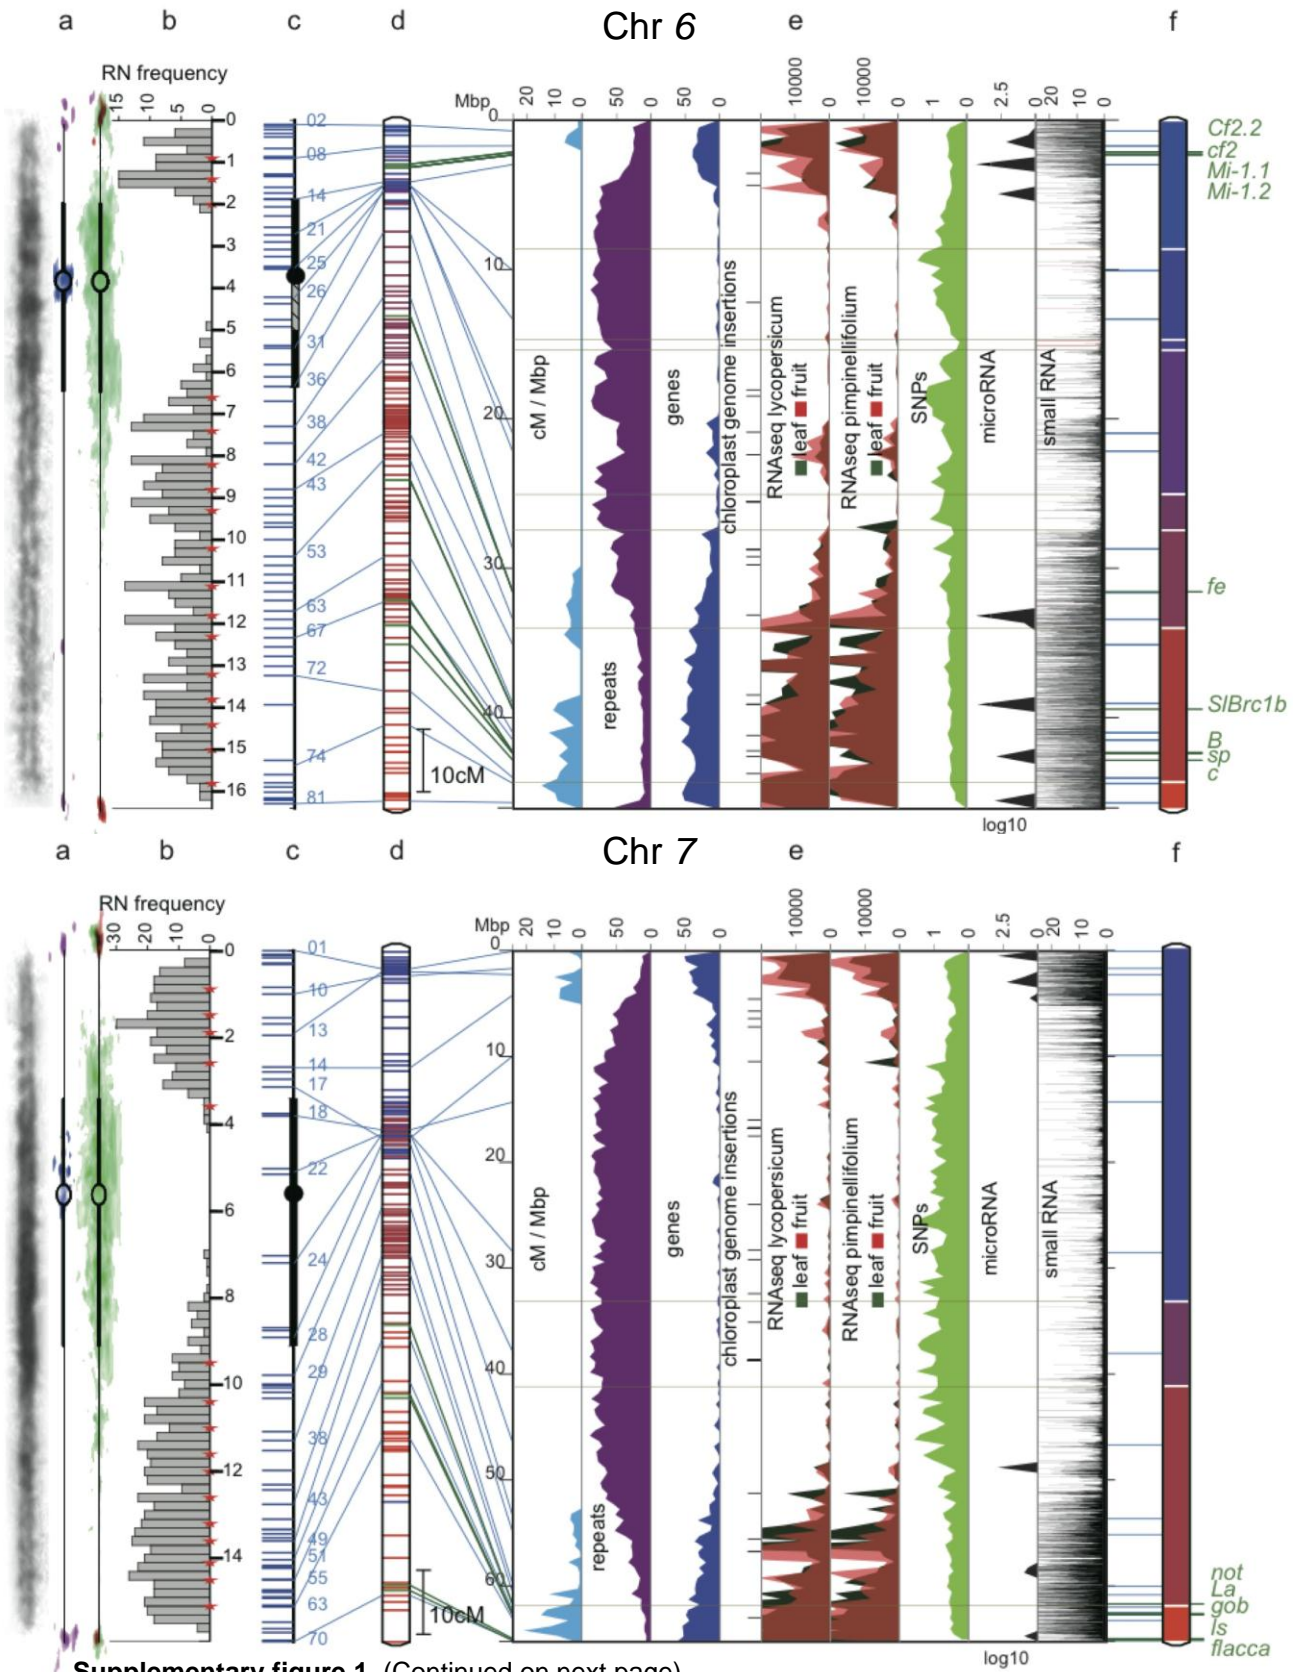 a b c d Chr 6 e f
RN frequency
15 10 5 0
Mbp 20 10 0 50 0 50 0 10000 10000 0 1 0 2.5 0 20 10 0
0
1
2
3
4
5
6
7
8
9
10
11
12
13
14
15
16
02
08
14
21
25
26
31
36
38
42
43
53
63
67
72
74
81
10cM
0
10
20
30
40
cM / Mbp
repeats
genes
chloroplast genome insertions
RNAseq lycopersicum
leaf fruit
RNAseq pimpinellifolium
leaf fruit
SNPs
microRNA
small RNA
log10
Cf2.2
cf2
Mi-1.1
Mi-1.2
fe
SlBrc1b
B
sp
c
a b c d Chr 7 e f
RN frequency
30 20 10 0
Mbp 20 10 0 50 0 50 0 10000 10000 0 1 0 2.5 0 20 10 0
0
2
4
6
8
10
12
14
01
10
13
14
17
18
22
24
28
29
38
43
49
51
55
63
70
10cM
0
10
20
30
40
50
60
cM / Mbp
repeats
genes
chloroplast genome insertions
RNAseq lycopersicum
leaf fruit
RNAseq pimpinellifolium
leaf fruit
SNPs
microRNA
small RNA
log10
not
La
gob
ls
flacca
Supplementary figure 1 (Continued on next page)